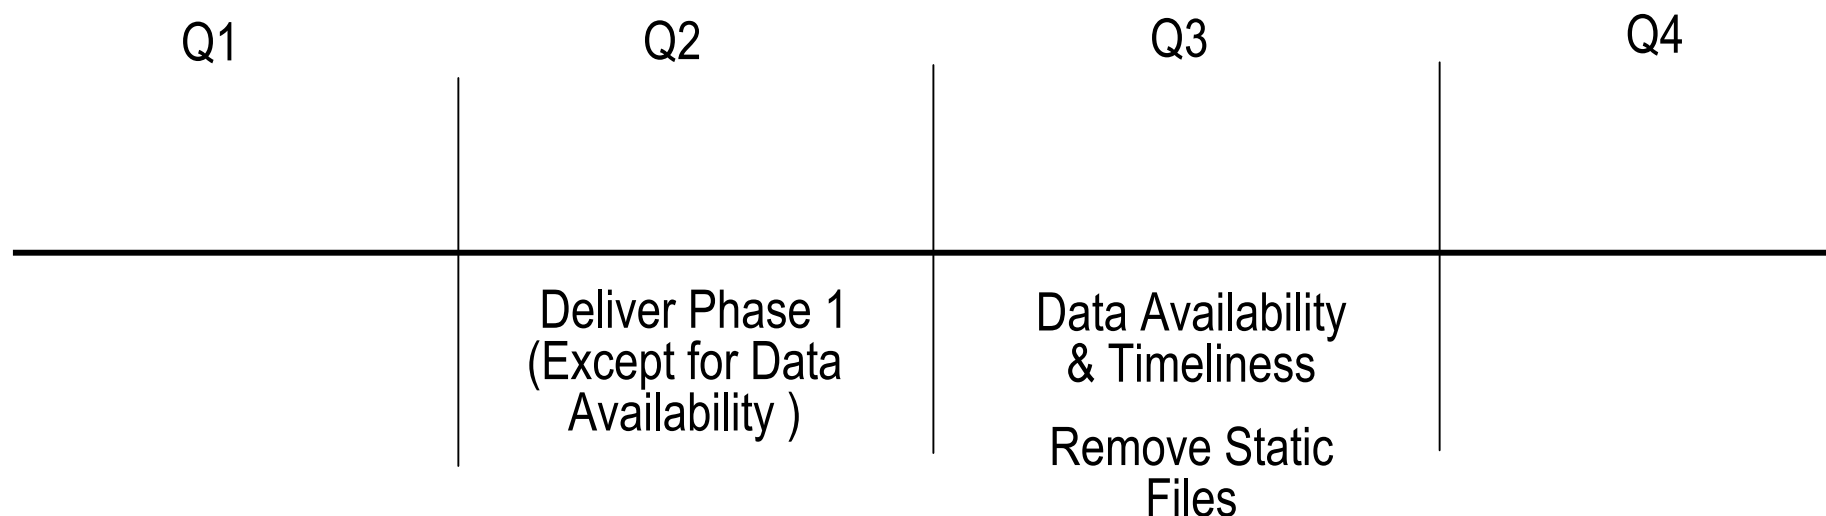 Q1
Q2
Q3
Q4
Deliver Phase 1
(Except for Data
Availability )
Data Availability
& Timeliness
Remove Static
Files